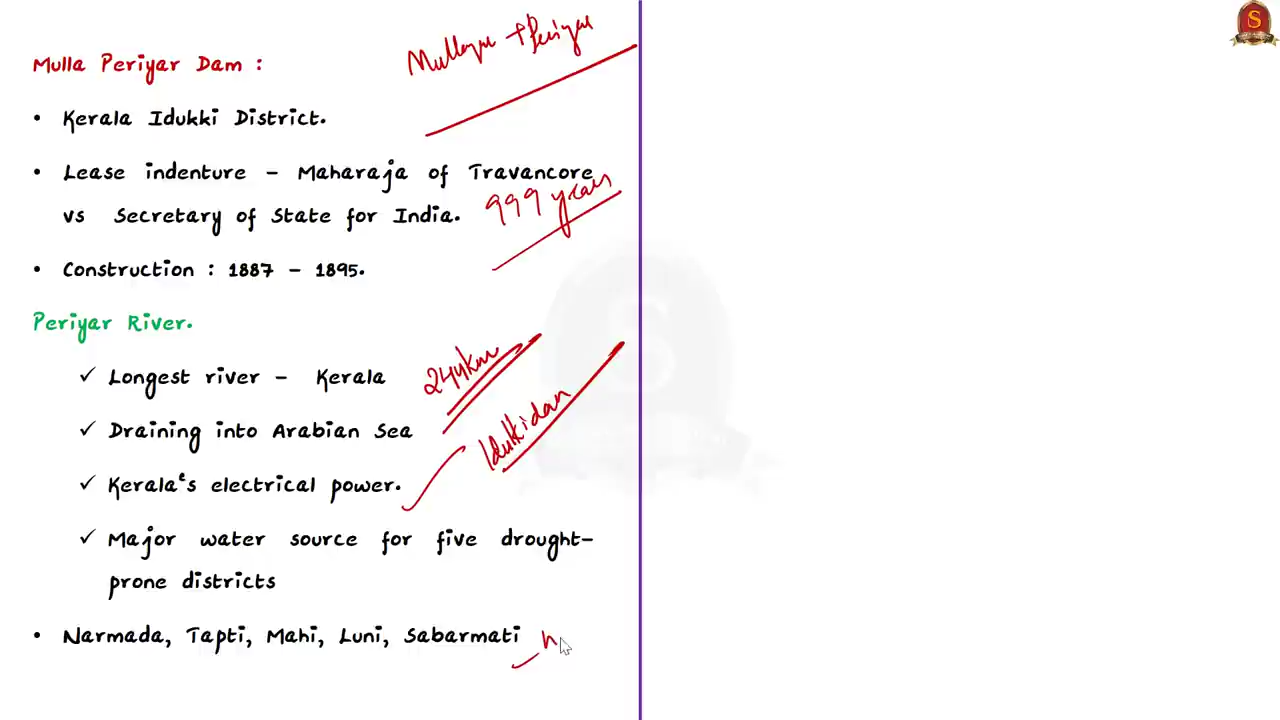 Mulla Periyar Dam :
Mullayar + Periyar
• Kerala Idukki District.
• Lease indenture - Maharaja of Travancore
vs Secretary of State for India.
999 years
• Construction : 1887 - 1895.
Periyar River.
✓ Longest river - Kerala
244km
✓ Draining into Arabian Sea
Idukki dam
✓ Kerala's electrical power.
✓ Major water source for five drought-
prone districts
• Narmada, Tapti, Mahi, Luni, Sabarmati
S